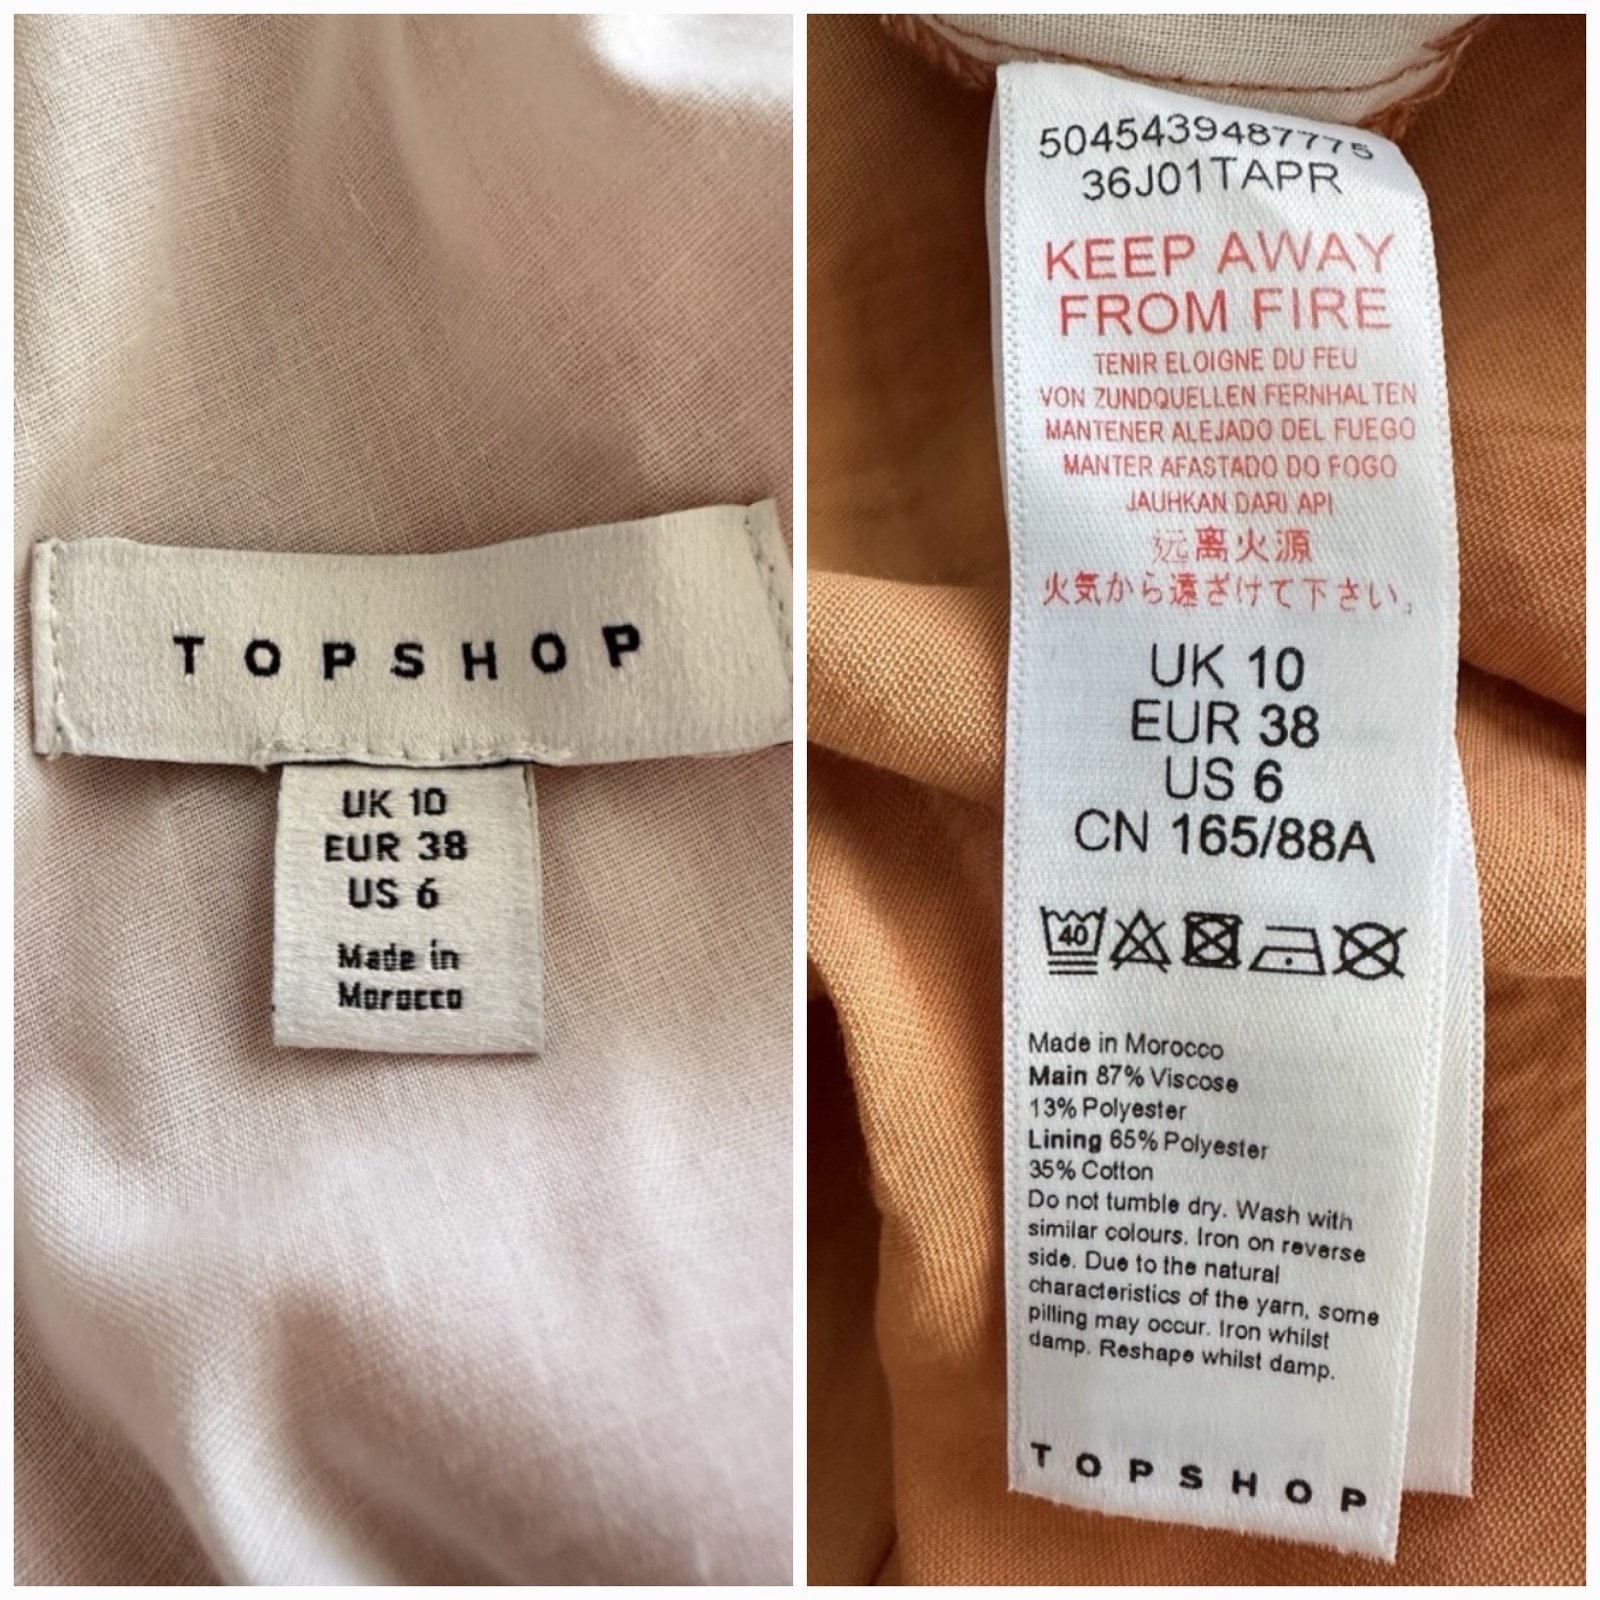 TOPSHOP
UK 10
EUR 38
US 6
Made in
Morocco
5045439487775
36J01TAPR
KEEP AWAY
FROM FIRE
TENIR ELOIGNE DU FEU
VON ZUNDQUELLEN FERNHALTEN
MANTENER ALEJADO DEL FUEGO
MANTER AFASTADO DO FOGO
JAUHKAN DARI API
远离火源
火気から遠ざけて下さい。
UK 10
EUR 38
US 6
CN 165/88A
40
Made in Morocco
Main 87% Viscose
13% Polyester
Lining 65% Polyester
35% Cotton
Do not tumble dry. Wash with
similar colours. Iron on reverse
side. Due to the natural
characteristics of the yarn, some
pilling may occur. Iron whilst
damp. Reshape whilst damp.
TOPSHOP